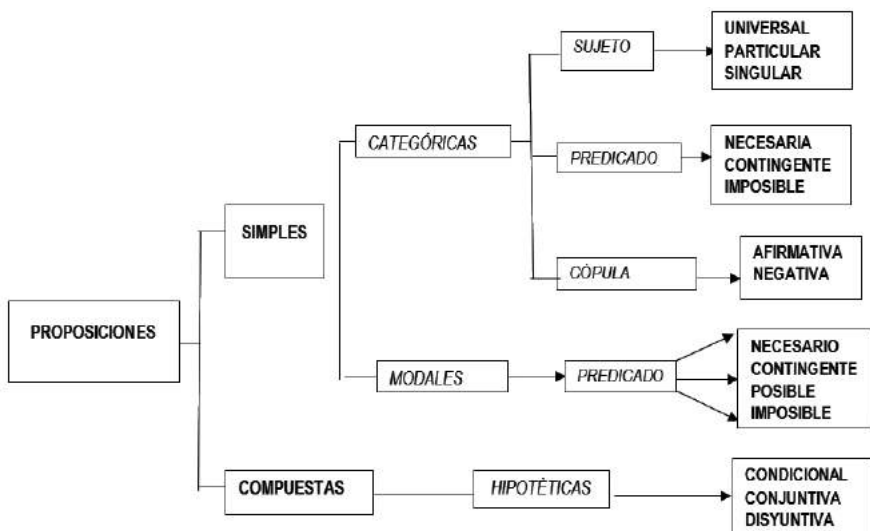 SUJETO
UNIVERSAL
PARTICULAR
SINGULAR
CATEGÓRICAS
PREDICADO
NECESARIA
CONTINGENTE
IMPOSIBLE
SIMPLES
CÓPULA
AFIRMATIVA
NEGATIVA
PROPOSICIONES
MODALES
PREDICADO
NECESARIO
CONTINGENTE
POSIBLE
IMPOSIBLE
COMPUESTAS
HIPOTÉTICAS
CONDICIONAL
CONJUNTIVA
DISYUNTIVA